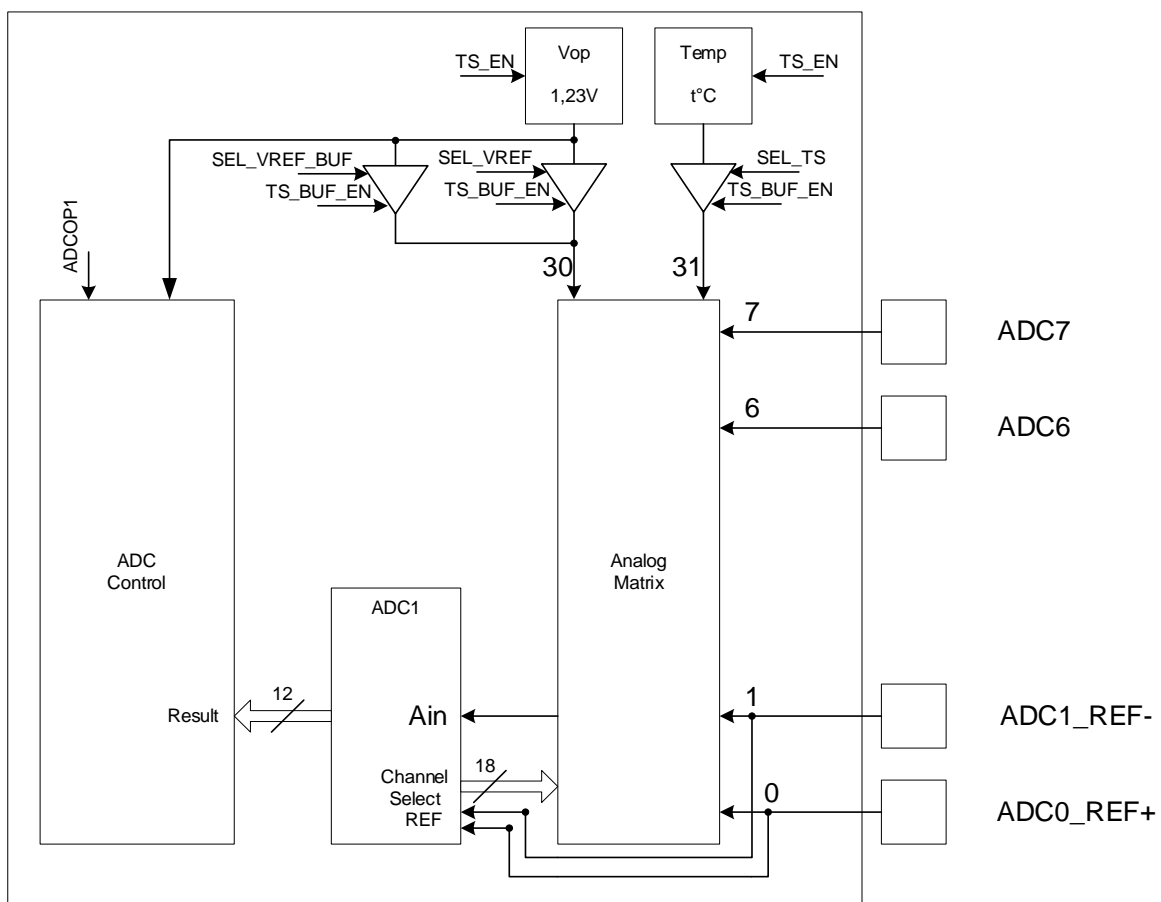 Vop
1,23V
Temp
t°C
TS_EN
TS_EN
SEL_VREF_BUF
TS_BUF_EN
SEL_VREF
TS_BUF_EN
SEL_TS
TS_BUF_EN
ADCOP1
30
31
7
ADC7
6
ADC6
ADC
Control
Analog
Matrix
ADC1
Result
12
Ain
1
ADC1_REF-
Channel
Select
REF
18
0
ADC0_REF+